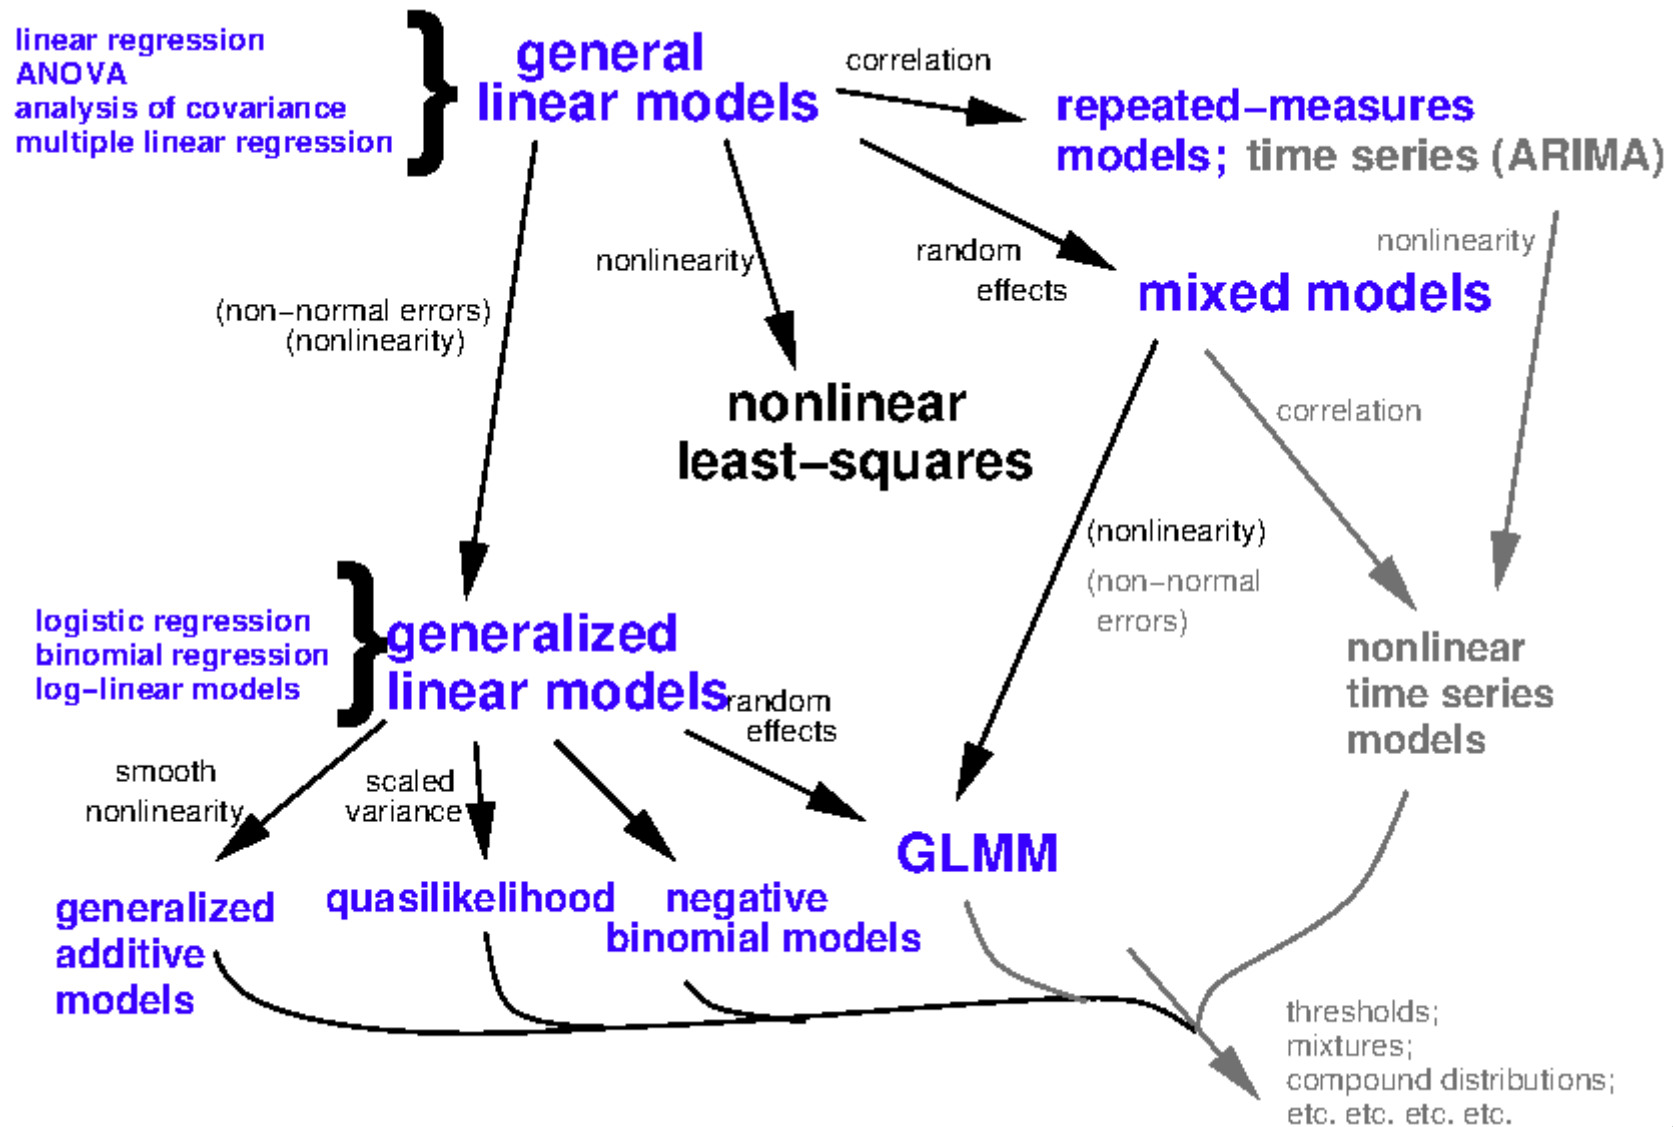 linear regression
ANOVA
analysis of covariance
multiple linear regression
general
linear models
correlation
repeated−measures
models; time series (ARIMA)
nonlinearity
random
effects
nonlinearity
mixed models
(non−normal errors)
(nonlinearity)
nonlinear
least−squares
correlation
(nonlinearity)
(non−normal
errors)
logistic regression
binomial regression
log−linear models
generalized
linear models
random
effects
nonlinear
time series
models
smooth
nonlinearity
scaled
variance
GLMM
generalized
additive
models
quasilikelihood
negative
binomial models
thresholds;
mixtures;
compound distributions;
etc. etc. etc. etc.